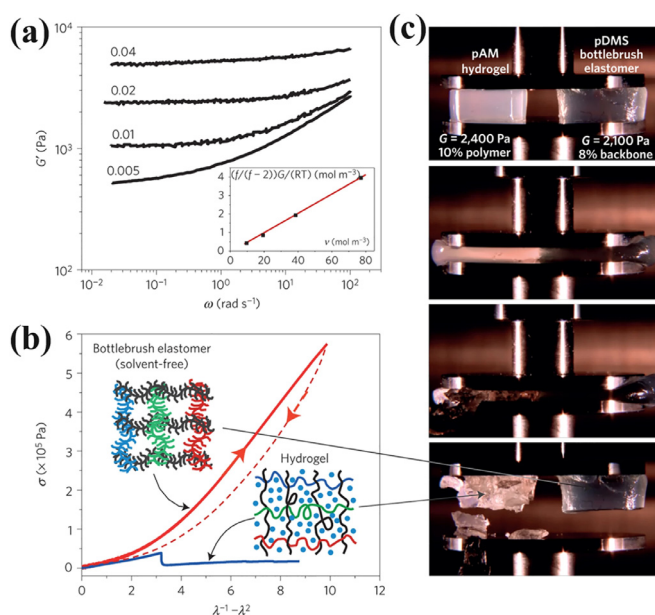 (a)
10⁴
10³
10²
G′ (Pa)
0.04
0.02
0.01
0.005
(f/(f − 2))G/(RT) (mol m⁻³)
4
3
2
1
0
0 20 40 60 80
ν (mol m⁻³)
10⁻² 10⁻¹ 10⁰ 10¹ 10²
ω (rad s⁻¹)
(b)
6
5
4
3
2
1
0
σ (× 10⁵ Pa)
Bottlebrush elastomer
(solvent-free)
Hydrogel
0 2 4 6 8 10 12
λ⁻¹ − λ²
(c)
pAM
hydrogel
pDMS
bottlebrush
elastomer
G = 2,400 Pa
10% polymer
G = 2,100 Pa
8% backbone